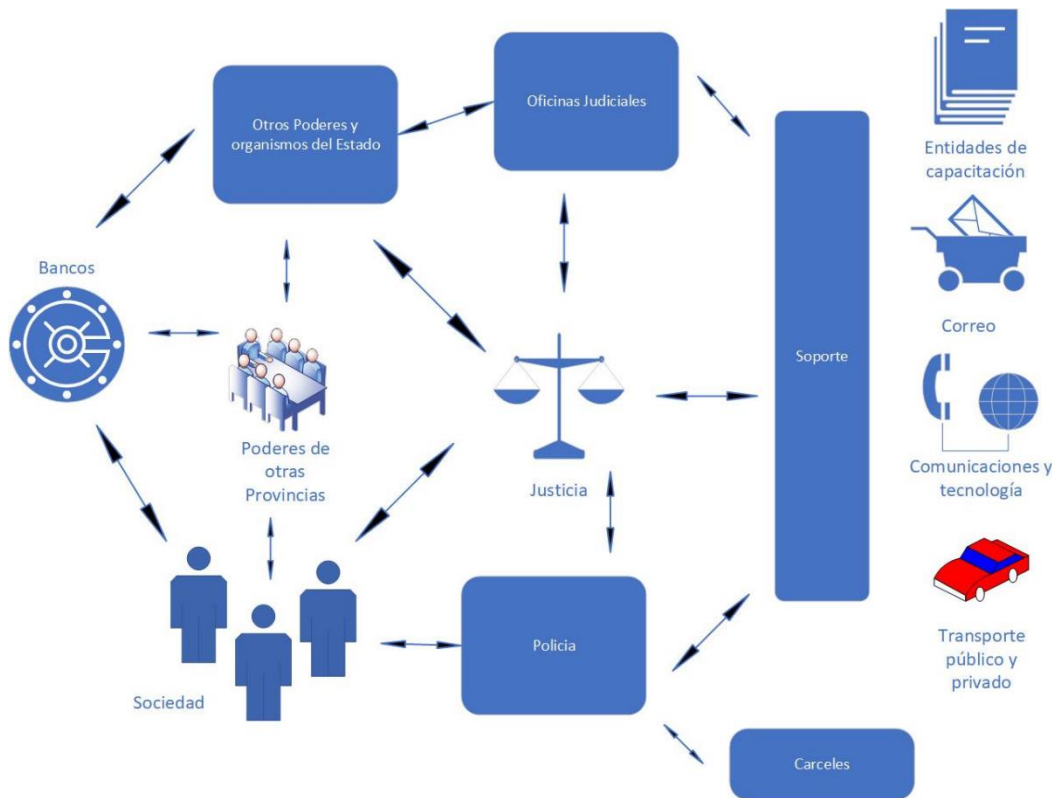 Otros Poderes y
organismos del Estado
Oficinas Judiciales
Entidades de
capacitación
Bancos
Correo
Soporte
Poderes de
otras
Provincias
Justicia
Comunicaciones y
tecnología
Policia
Transporte
público y
privado
Sociedad
Carceles